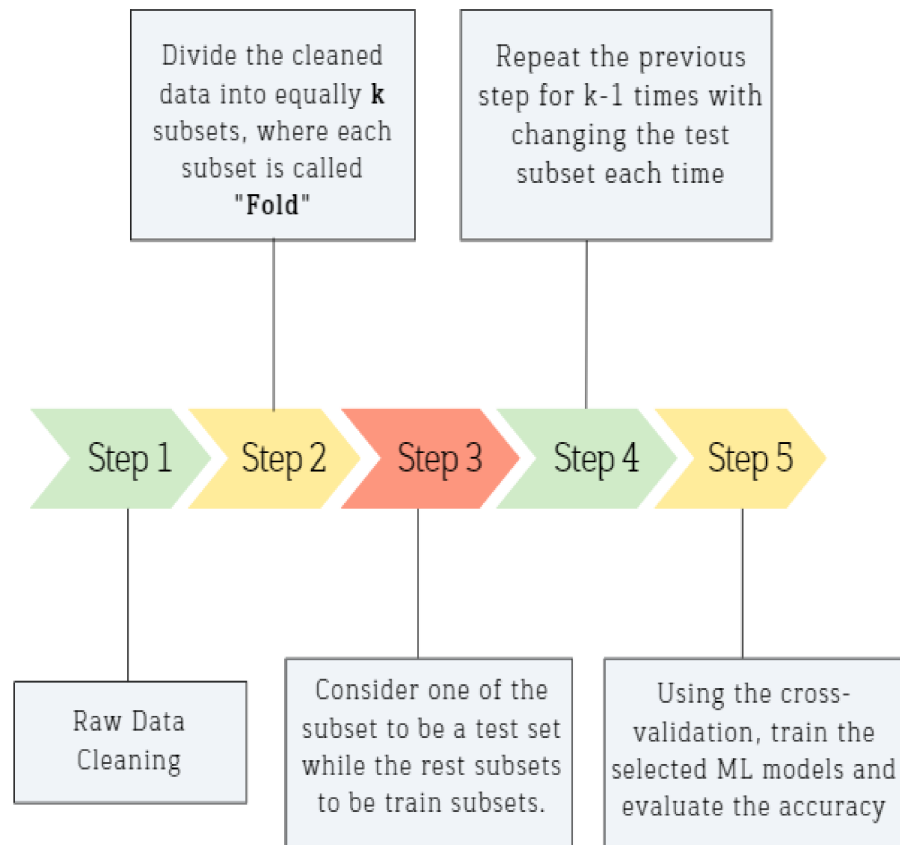 Divide the cleaned
data into equally k
subsets, where each
subset is called
"Fold"
Repeat the previous
step for k-1 times with
changing the test
subset each time
Step 1
Step 2
Step 3
Step 4
Step 5
Raw Data
Cleaning
Consider one of the
subset to be a test set
while the rest subsets
to be train subsets.
Using the cross-
validation, train the
selected ML models and
evaluate the accuracy